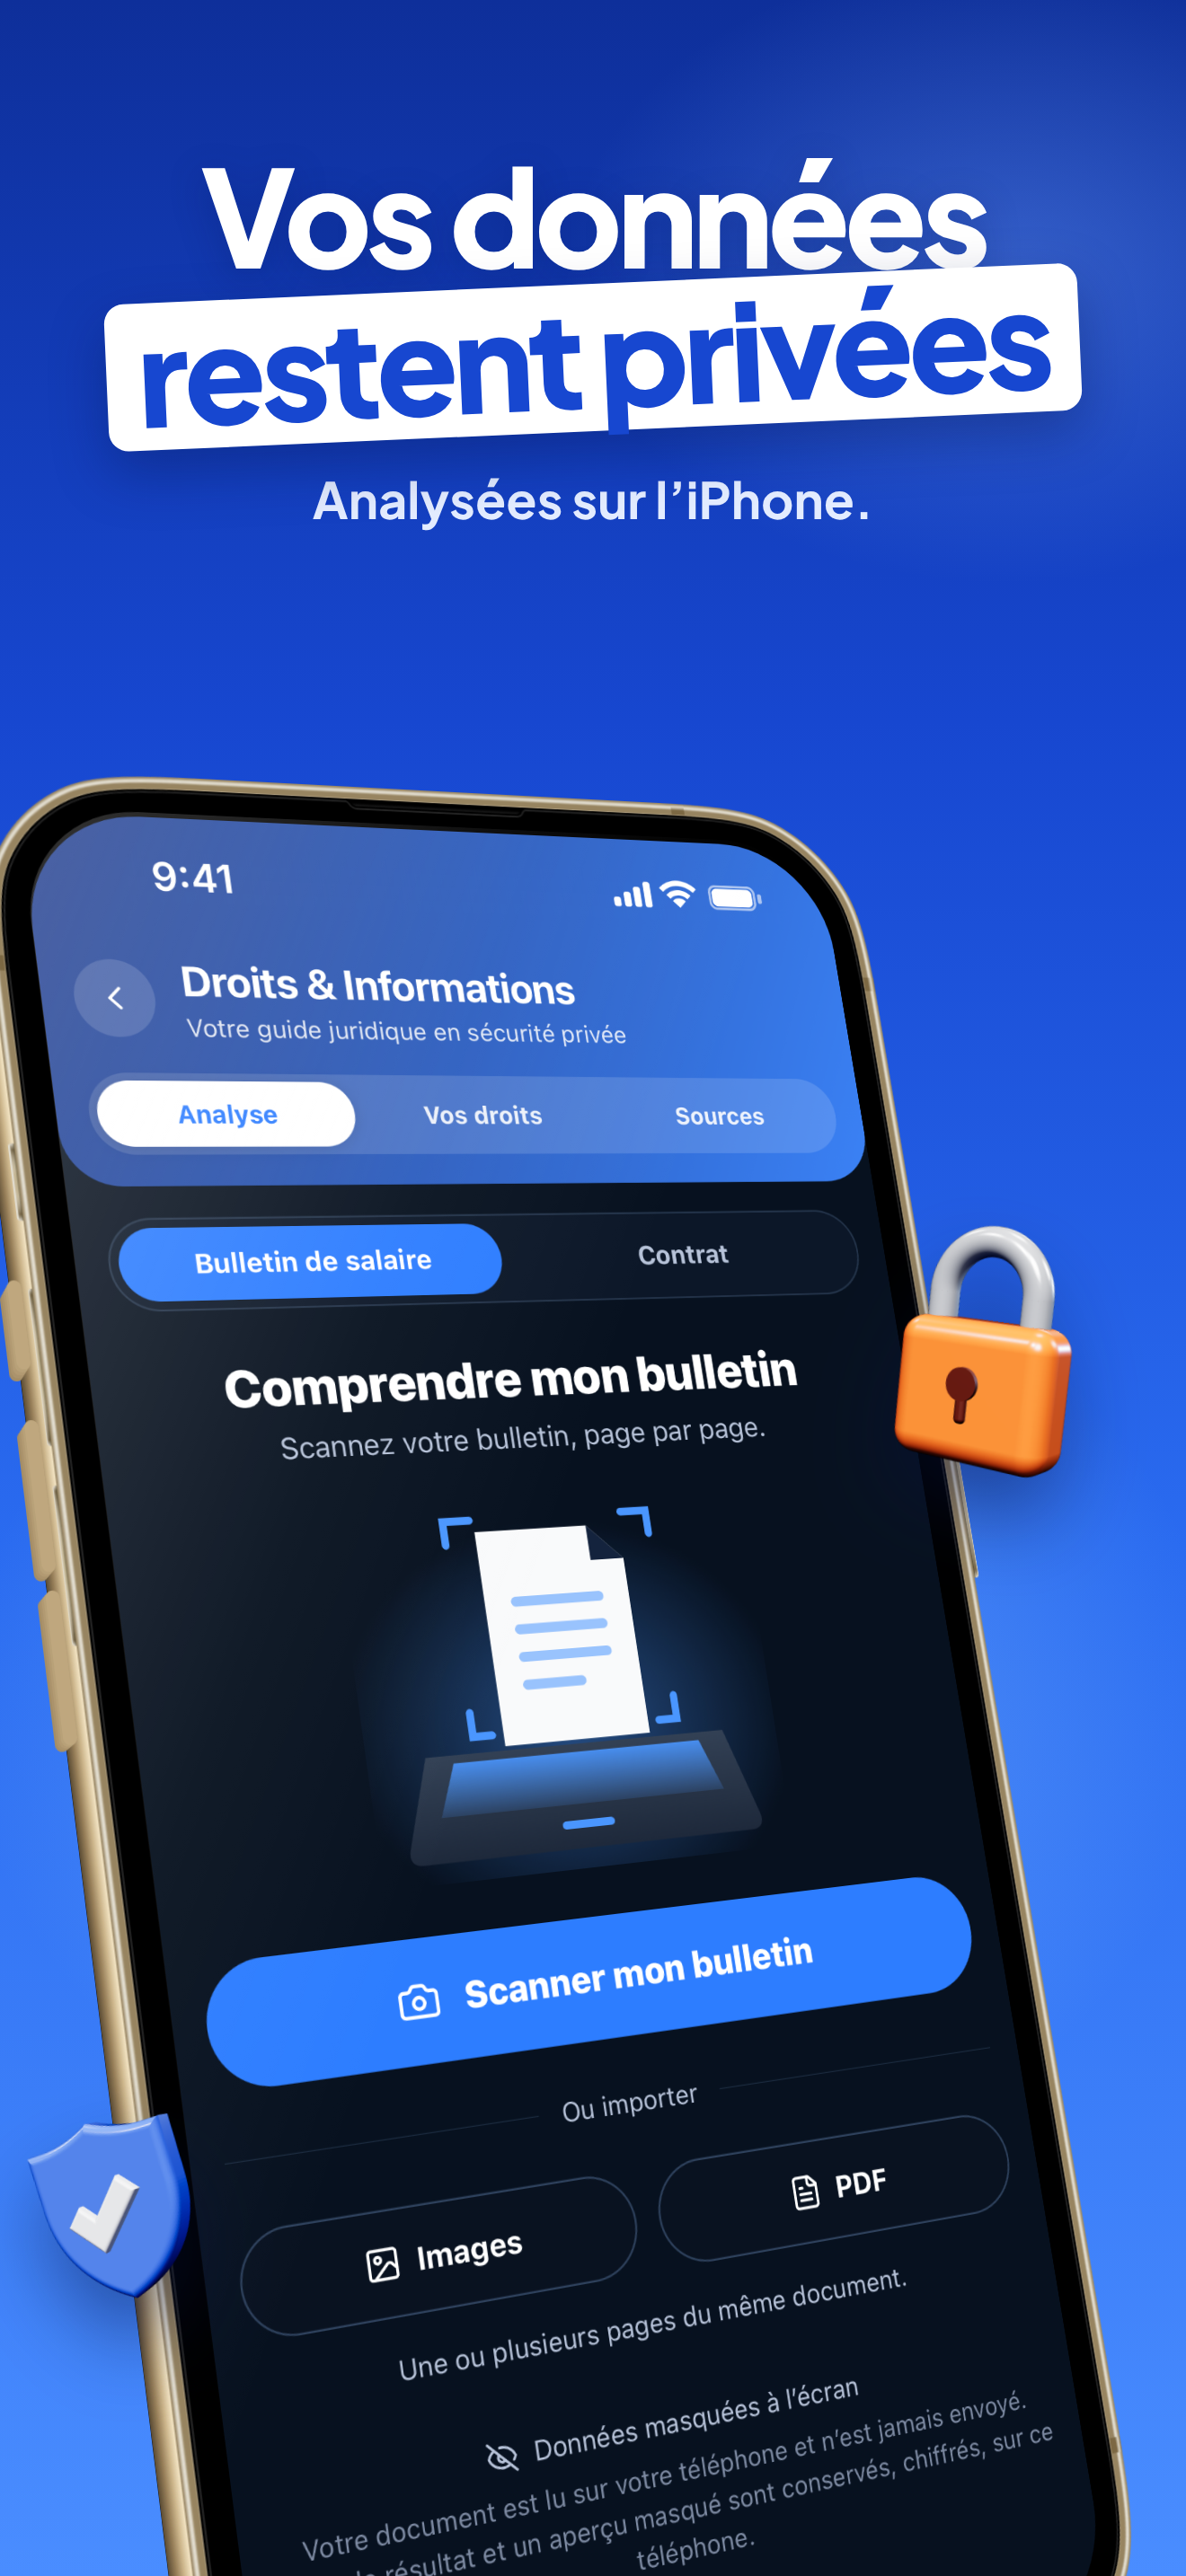 Vos données
restent privées
Analysées sur l’iPhone.
9:41
Droits & Informations
Votre guide juridique en sécurité privée
Analyse
Vos droits
Sources
Bulletin de salaire
Contrat
Comprendre mon bulletin
Scannez votre bulletin, page par page.
Scanner mon bulletin
Ou importer
Images
PDF
Une ou plusieurs pages du même document.
Données masquées à l’écran
Votre document est lu sur votre téléphone et n’est jamais envoyé.
résultat et un aperçu masqué sont conservés, chiffrés, sur ce
téléphone.